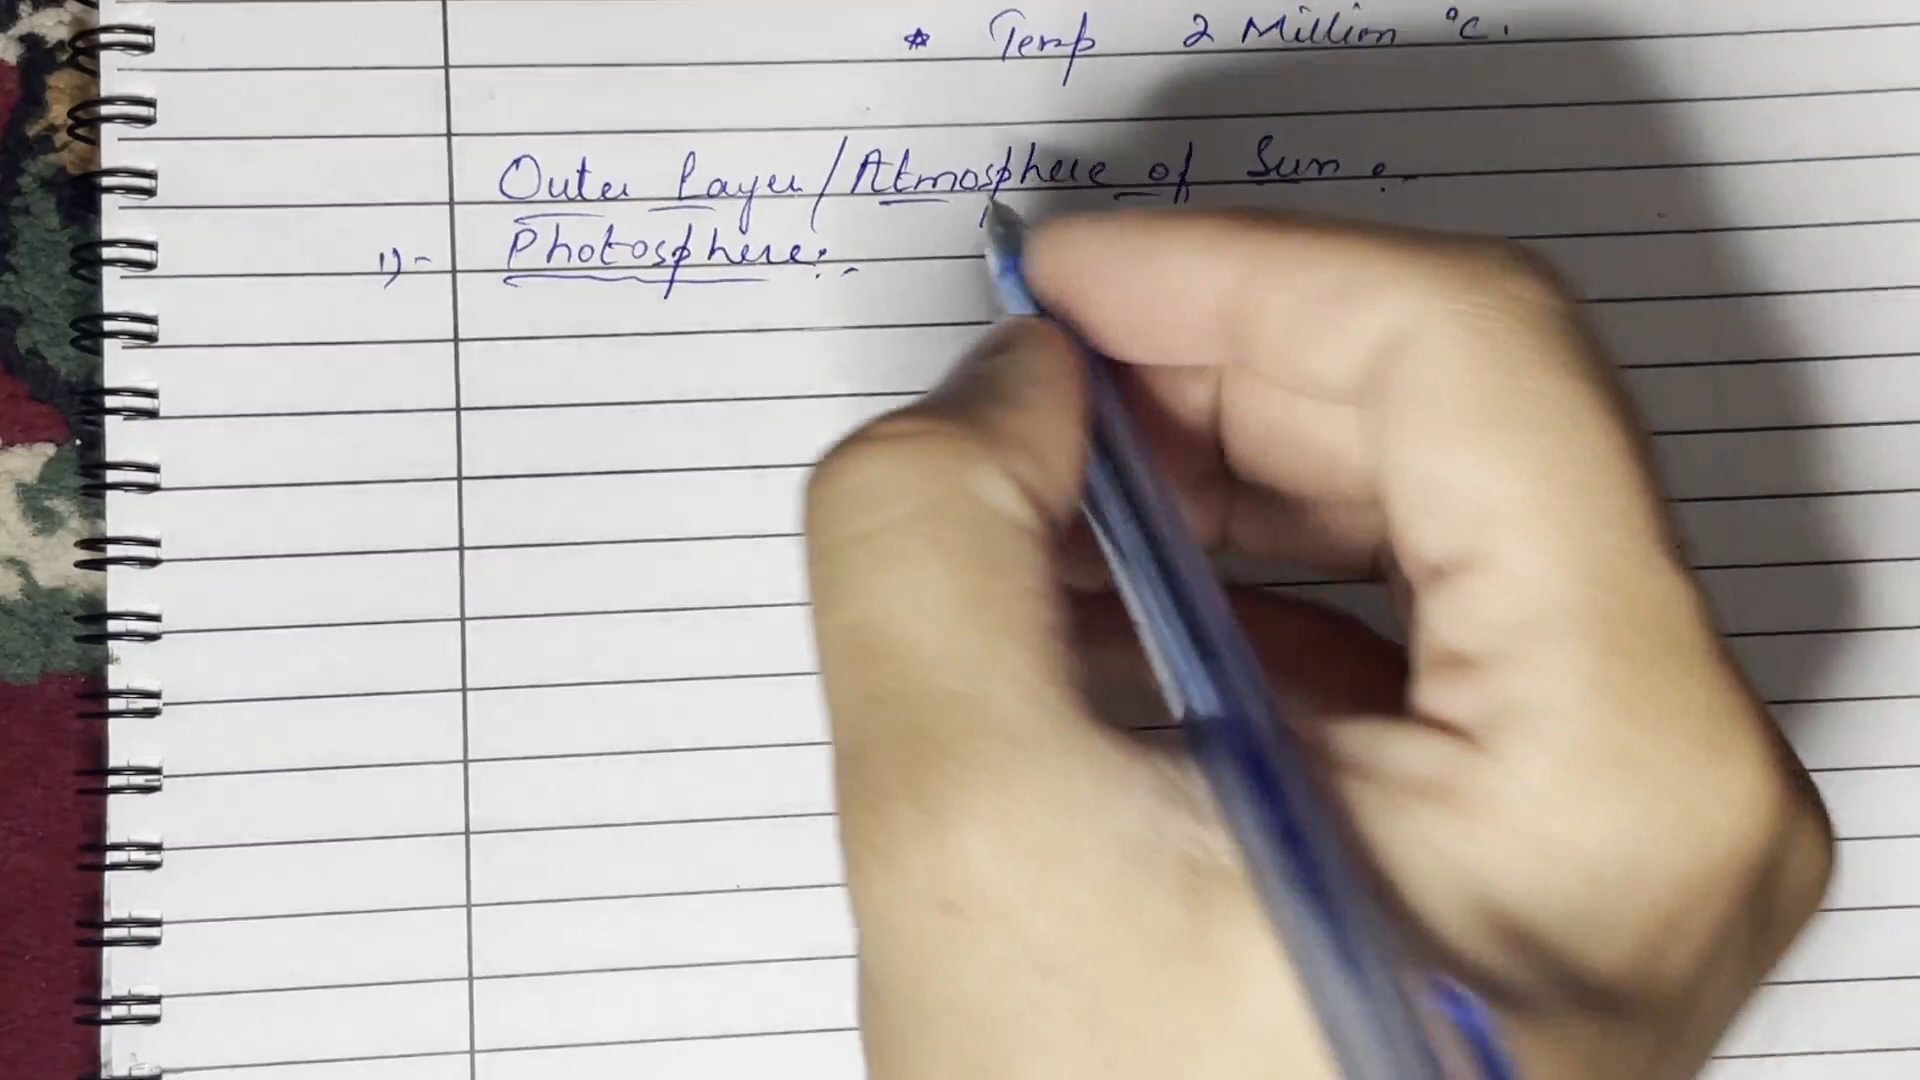 * Temp 2 Million °C.
Outer Layer/Atmosphere of Sun:-
1)- Photosphere:-